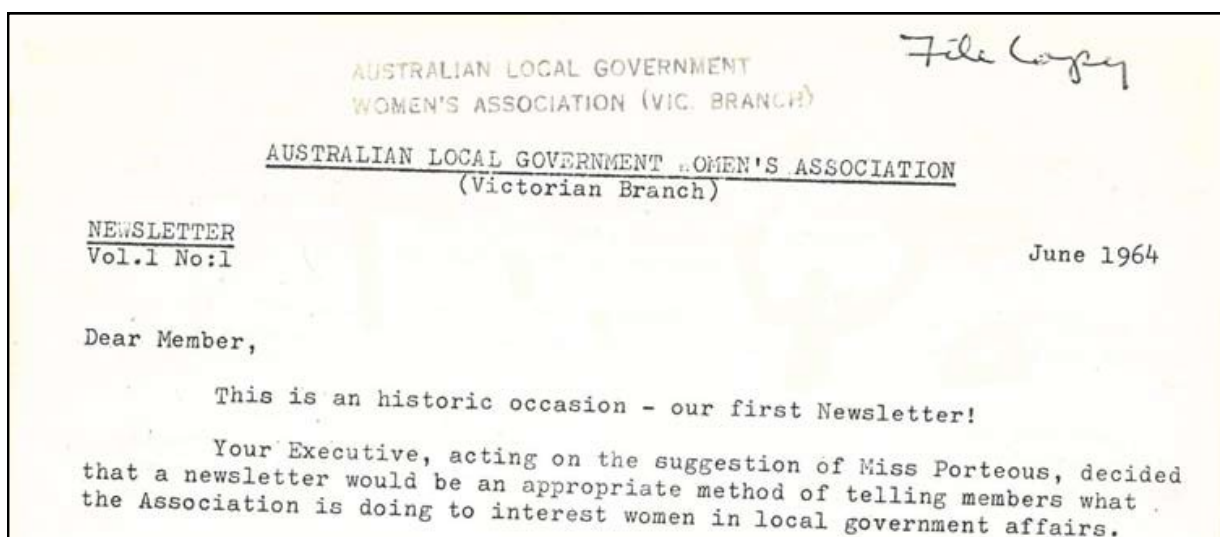 File Copy
AUSTRALIAN LOCAL GOVERNMENT
WOMEN'S ASSOCIATION (VIC. BRANCH)
AUSTRALIAN LOCAL GOVERNMENT WOMEN'S ASSOCIATION
(Victorian Branch)
NEWSLETTER
Vol.1 No:1
June 1964
Dear Member,
This is an historic occasion - our first Newsletter!
Your Executive, acting on the suggestion of Miss Porteous, decided
that a newsletter would be an appropriate method of telling members what
the Association is doing to interest women in local government affairs.